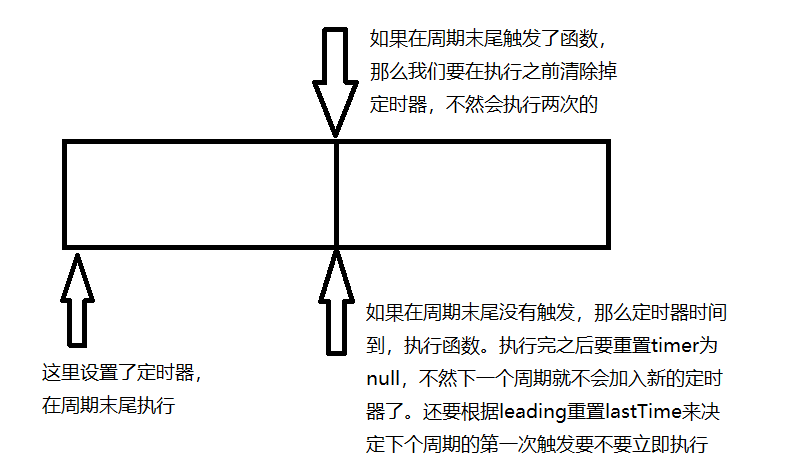 如果在周期末尾触发了函数，
那么我们要在执行之前清除掉
定时器，不然会执行两次的
这里设置了定时器，
在周期末尾执行
如果在周期末尾没有触发，那么定时器时间
到，执行函数。执行完之后要重置timer为
null，不然下一个周期就不会加入新的定时
器了。还要根据leading重置lastTime来决
定下个周期的第一次触发要不要立即执行